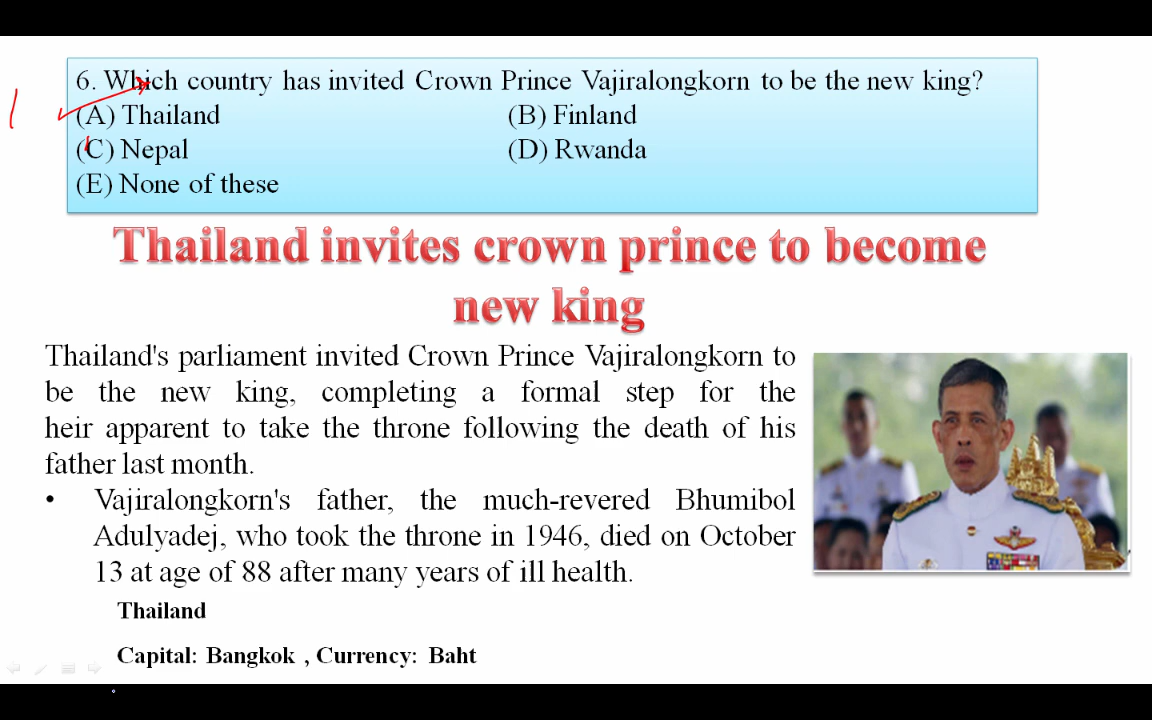 6. Which country has invited Crown Prince Vajiralongkorn to be the new king?
(A) Thailand (B) Finland
(C) Nepal (D) Rwanda
(E) None of these
Thailand invites crown prince to become
new king
Thailand's parliament invited Crown Prince Vajiralongkorn to
be the new king, completing a formal step for the
heir apparent to take the throne following the death of his
father last month.
• Vajiralongkorn's father, the much-revered Bhumibol
Adulyadej, who took the throne in 1946, died on October
13 at age of 88 after many years of ill health.
Thailand
Capital: Bangkok , Currency: Baht